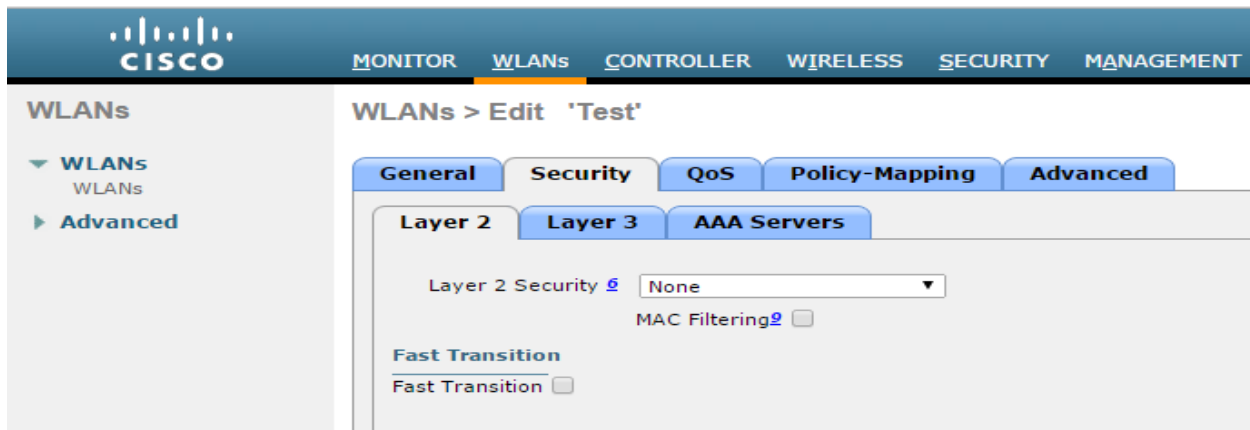 CISCO
MONITOR WLANs CONTROLLER WIRELESS SECURITY MANAGEMENT
WLANs
WLANs
WLANs
Advanced
WLANs > Edit 'Test'
General Security QoS Policy-Mapping Advanced
Layer 2 Layer 3 AAA Servers
Layer 2 Security 6 None
MAC Filtering9
Fast Transition
Fast Transition